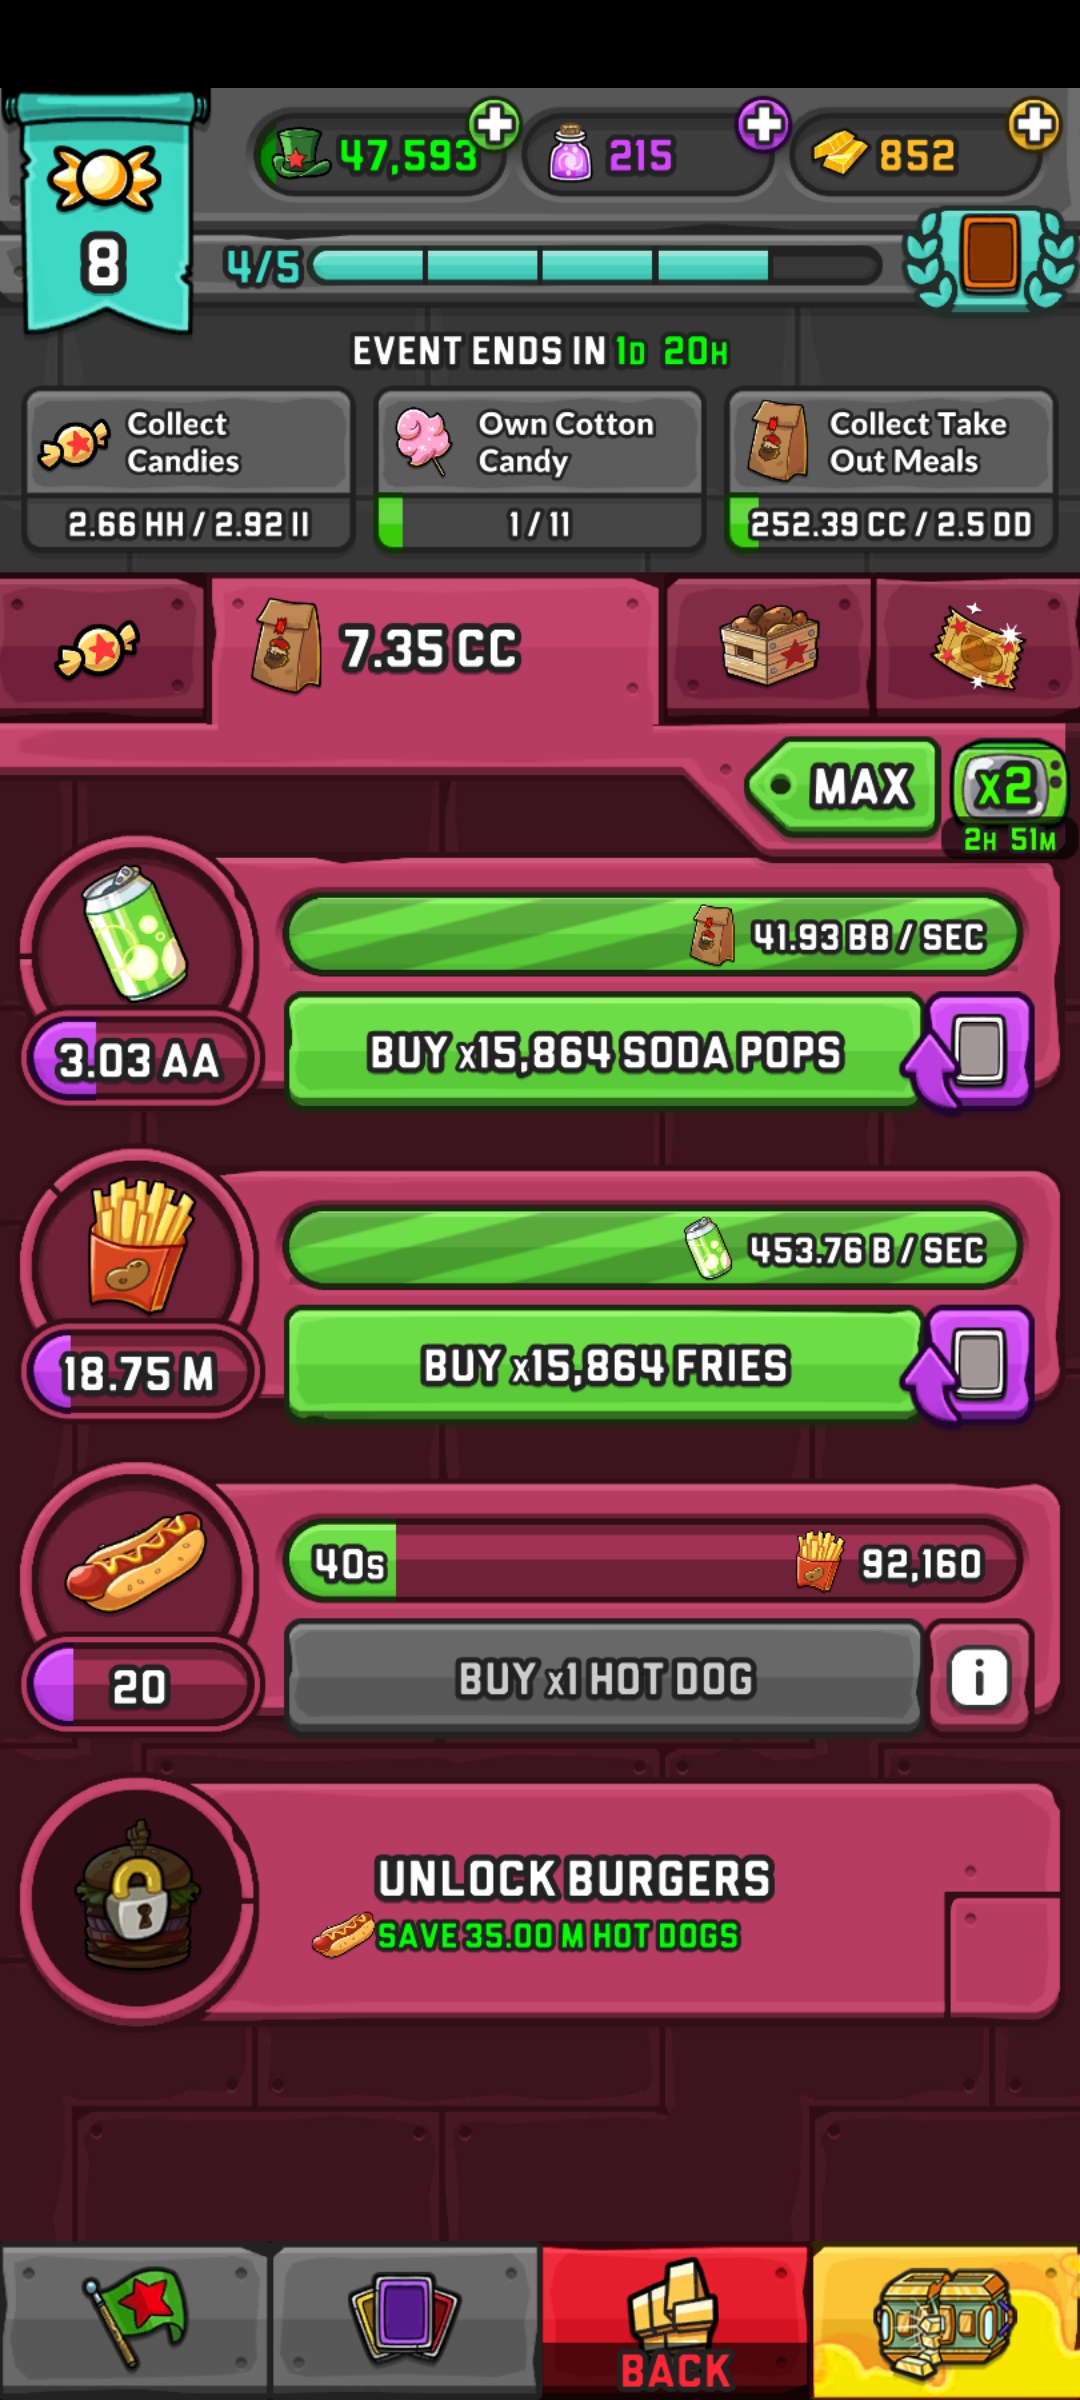 47,593
215
852
8
4/5
EVENT ENDS IN 1D 20H
Collect
Candies
2.66 HH / 2.92 II
Own Cotton
Candy
1 / 11
Collect Take
Out Meals
252.39 CC / 2.5 DD
7.35 CC
MAX
x2
2H 51M
41.93 BB / SEC
3.03 AA
BUY x15,864 SODA POPS
453.76 B / SEC
18.75 M
BUY x15,864 FRIES
40s
92,160
20
BUY x1 HOT DOG
i
UNLOCK BURGERS
SAVE 35.00 M HOT DOGS
BACK